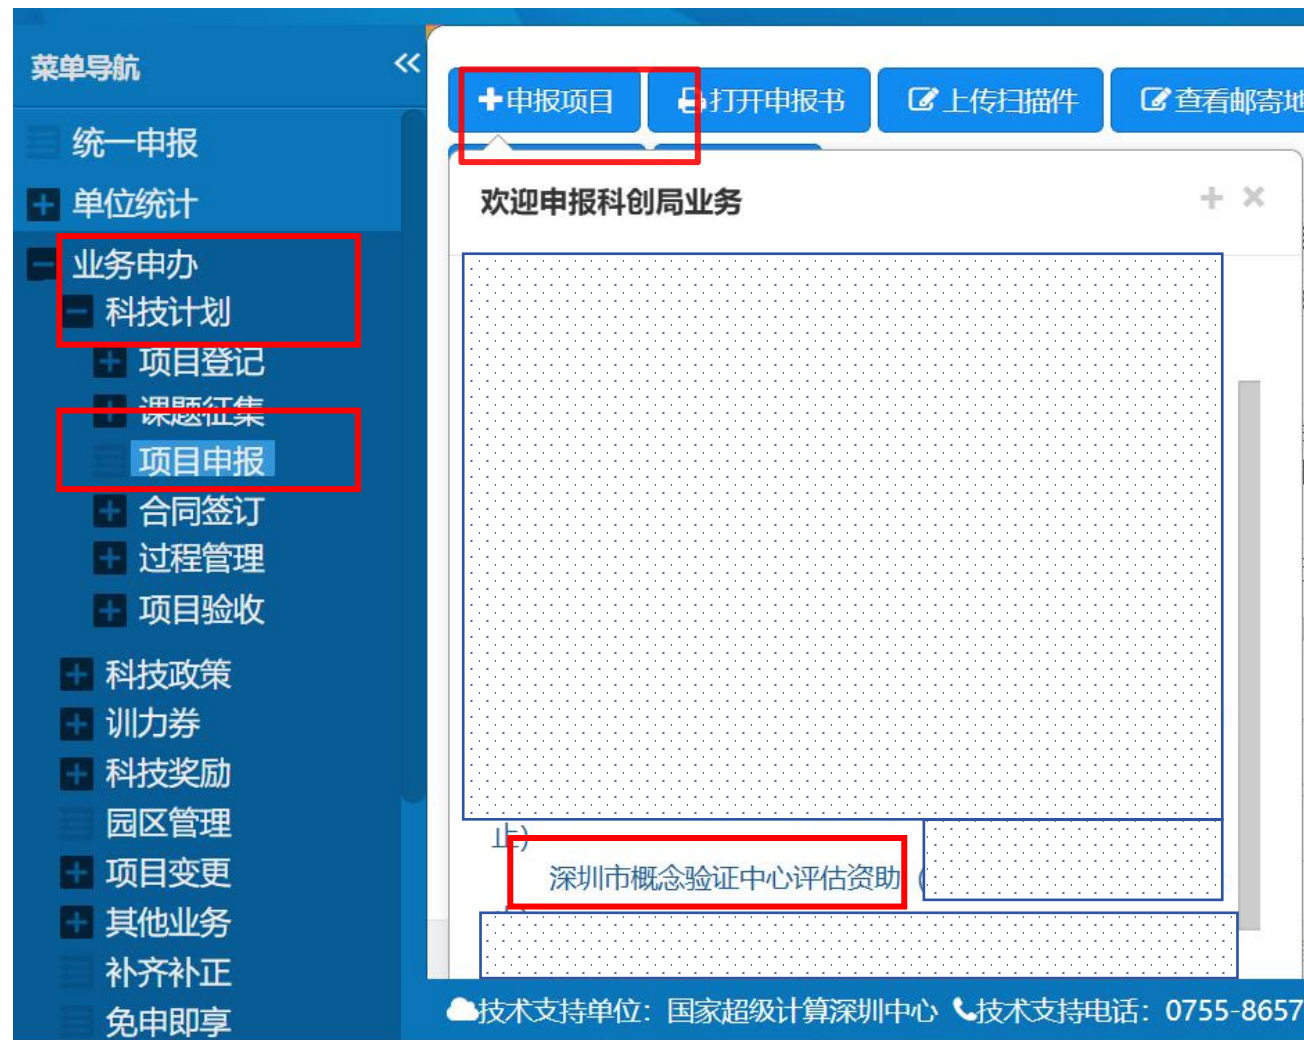 菜单导航
统一申报
单位统计
业务申办
科技计划
项目登记
课题征集
项目申报
合同签订
过程管理
项目验收
科技政策
训力券
科技奖励
园区管理
项目变更
其他业务
补齐补正
免申即享
申报项目
打开申报书
上传扫描件
查看邮寄地
欢迎申报科创局业务
止)
深圳市概念验证中心评估资助 (
技术支持单位：国家超级计算深圳中心 技术支持电话：0755-8657